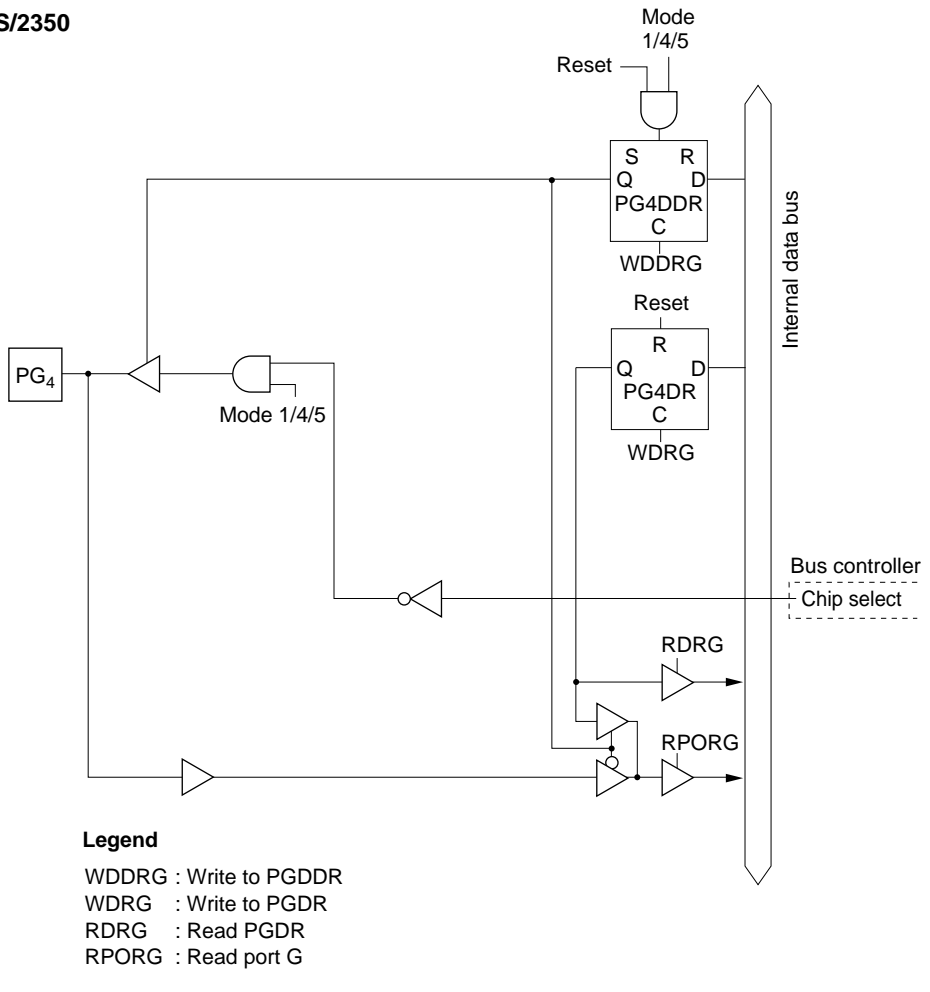 S/2350
Mode
1/4/5
Reset
S R
Q D
PG4DDR
C
WDDRG
Internal data bus
Reset
R
Q D
PG4DR
C
WDRG
PG4
Mode 1/4/5
Bus controller
Chip select
RDRG
RPORG
Legend
WDDRG : Write to PGDDR
WDRG : Write to PGDR
RDRG : Read PGDR
RPORG : Read port G